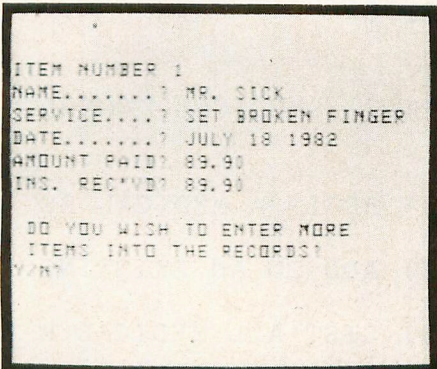 ITEM NUMBER 1
NAME.......? MR. SICK
SERVICE....? SET BROKEN FINGER
DATE.......? JULY 18 1982
AMOUNT PAID? 89.90
INS. REC'VD? 89.90
DO YOU WISH TO ENTER MORE
ITEMS INTO THE RECORDS?
Y/N?